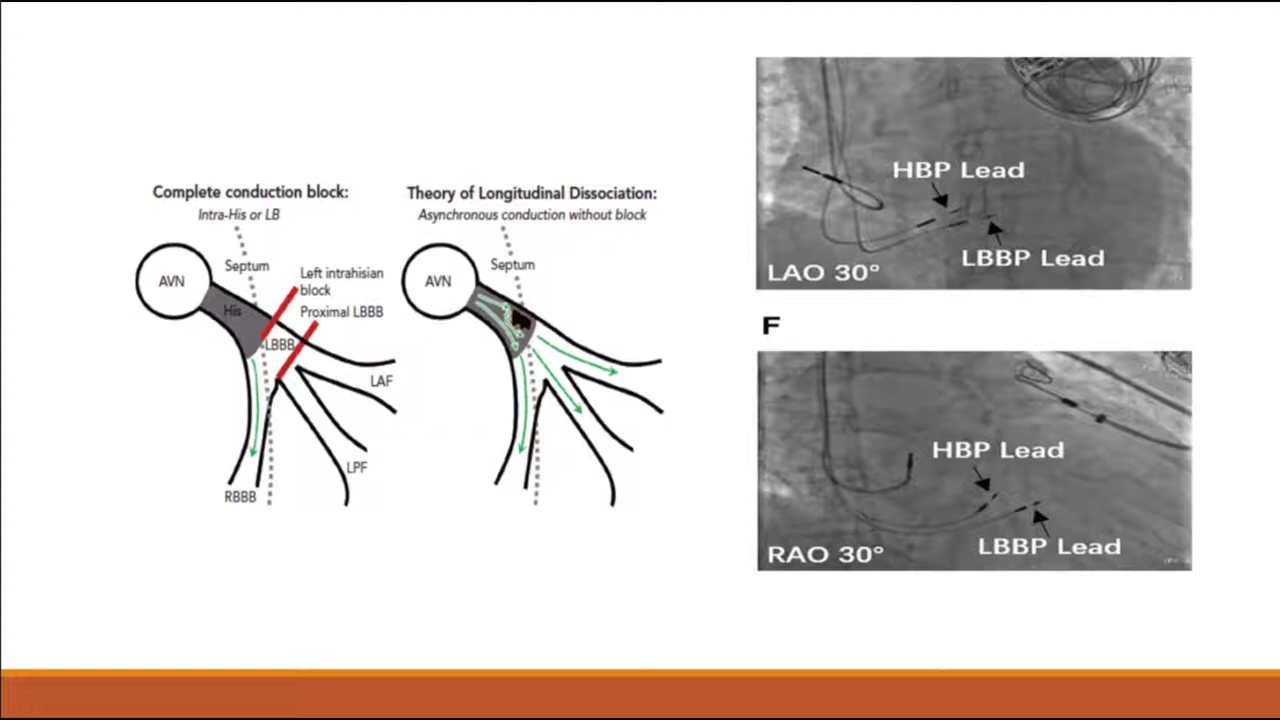 Complete conduction block:
Intra-His or LB
Septum
AVN
His
Left intrahisian
block
Proximal LBBB
LBBB
LAF
LPF
RBBB
Theory of Longitudinal Dissociation:
Asynchronous conduction without block
Septum
AVN
HBP Lead
LBBP Lead
LAO 30°
F
HBP Lead
LBBP Lead
RAO 30°